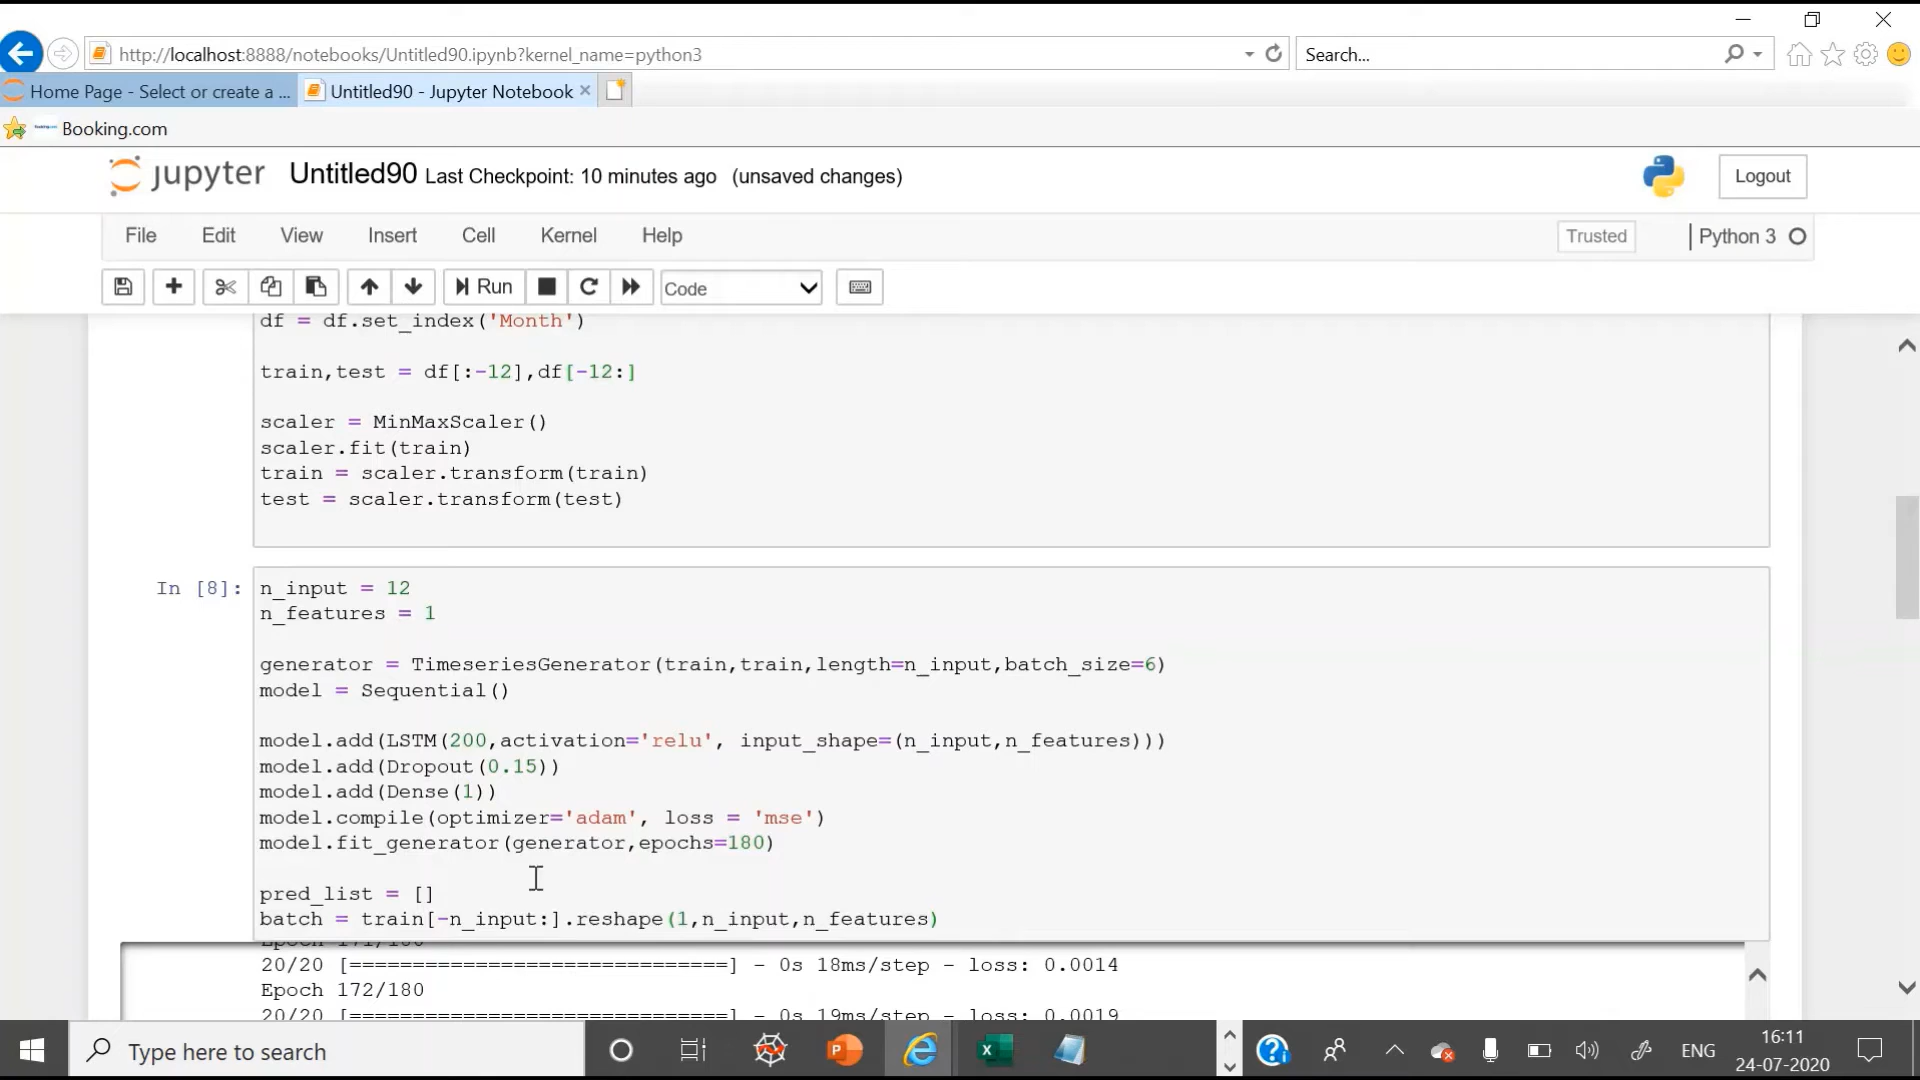 http://localhost:8888/notebooks/Untitled90.ipynb?kernel_name=python3
Search...
Home Page - Select or create a ...
Untitled90 - Jupyter Notebook
Booking.com
jupyter
Untitled90 Last Checkpoint: 10 minutes ago (unsaved changes)
Logout
File Edit View Insert Cell Kernel Help
Trusted
Python 3
Run
Code
df = df.set_index('Month')
train,test = df[:-12],df[-12:]
scaler = MinMaxScaler()
scaler.fit(train)
train = scaler.transform(train)
test = scaler.transform(test)
In [8]:
n_input = 12
n_features = 1
generator = TimeseriesGenerator(train,train,length=n_input,batch_size=6)
model = Sequential()
model.add(LSTM(200,activation='relu', input_shape=(n_input,n_features)))
model.add(Dropout(0.15))
model.add(Dense(1))
model.compile(optimizer='adam', loss = 'mse')
model.fit_generator(generator,epochs=180)
pred_list = []
batch = train[-n_input:].reshape(1,n_input,n_features)
Epoch 171/180
20/20 [==============================] - 0s 18ms/step - loss: 0.0014
Epoch 172/180
20/20 [==============================] - 0s 19ms/step - loss: 0.0019
Type here to search
ENG
16:11
24-07-2020